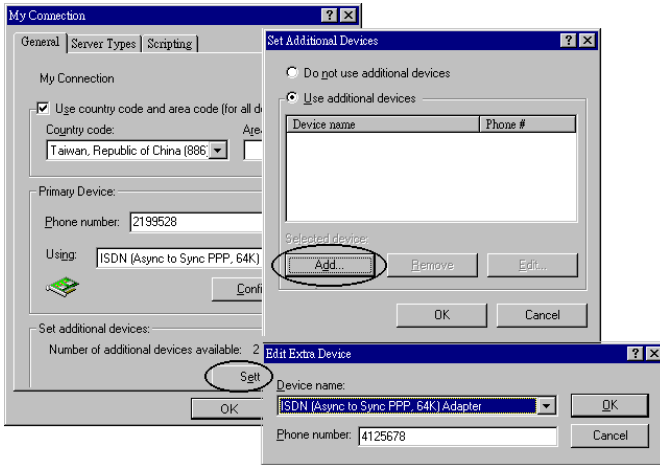 My Connection
General
Server Types
Scripting
My Connection
Use country code and area code (for all d
Country code:
Area
Taiwan, Republic of China (886
Primary Device:
Phone number: 2199528
Using: ISDN (Async to Sync PPP, 64K)
Confi
Set additional devices:
Number of additional devices available: 2
Sett
OK
Set Additional Devices
Do not use additional devices
Use additional devices
Device name
Phone #
Selected device:
Add...
Remove
Edit...
OK
Cancel
Edit Extra Device
Device name:
ISDN (Async to Sync PPP, 64K) Adapter
OK
Phone number: 4125678
Cancel